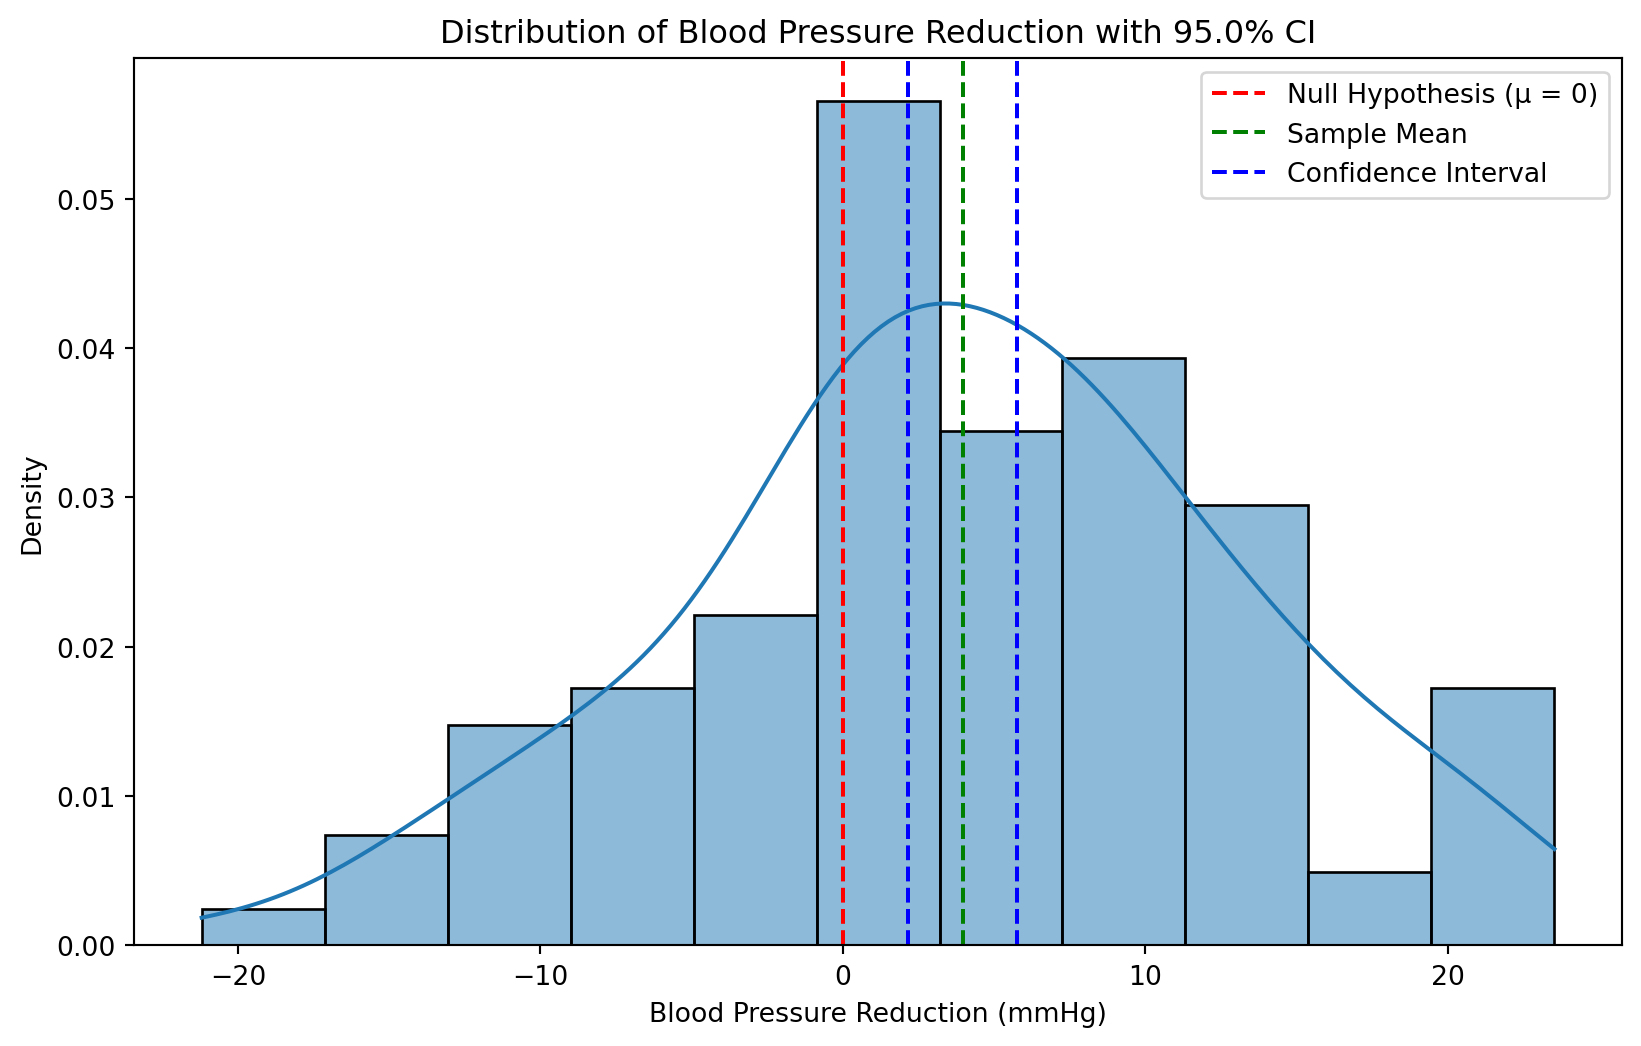 Distribution of Blood Pressure Reduction with 95.0% CI
Null Hypothesis (μ = 0)
Sample Mean
Confidence Interval
Density
0.05
0.04
0.03
0.02
0.01
0.00
−20
−10
0
10
20
Blood Pressure Reduction (mmHg)